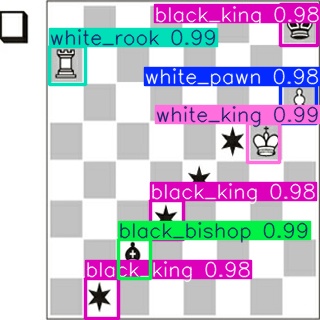 black_king 0.98
white_rook 0.99
white_pawn 0.98
white_king 0.99
black_king 0.98
black_bishop 0.99
black_king 0.98